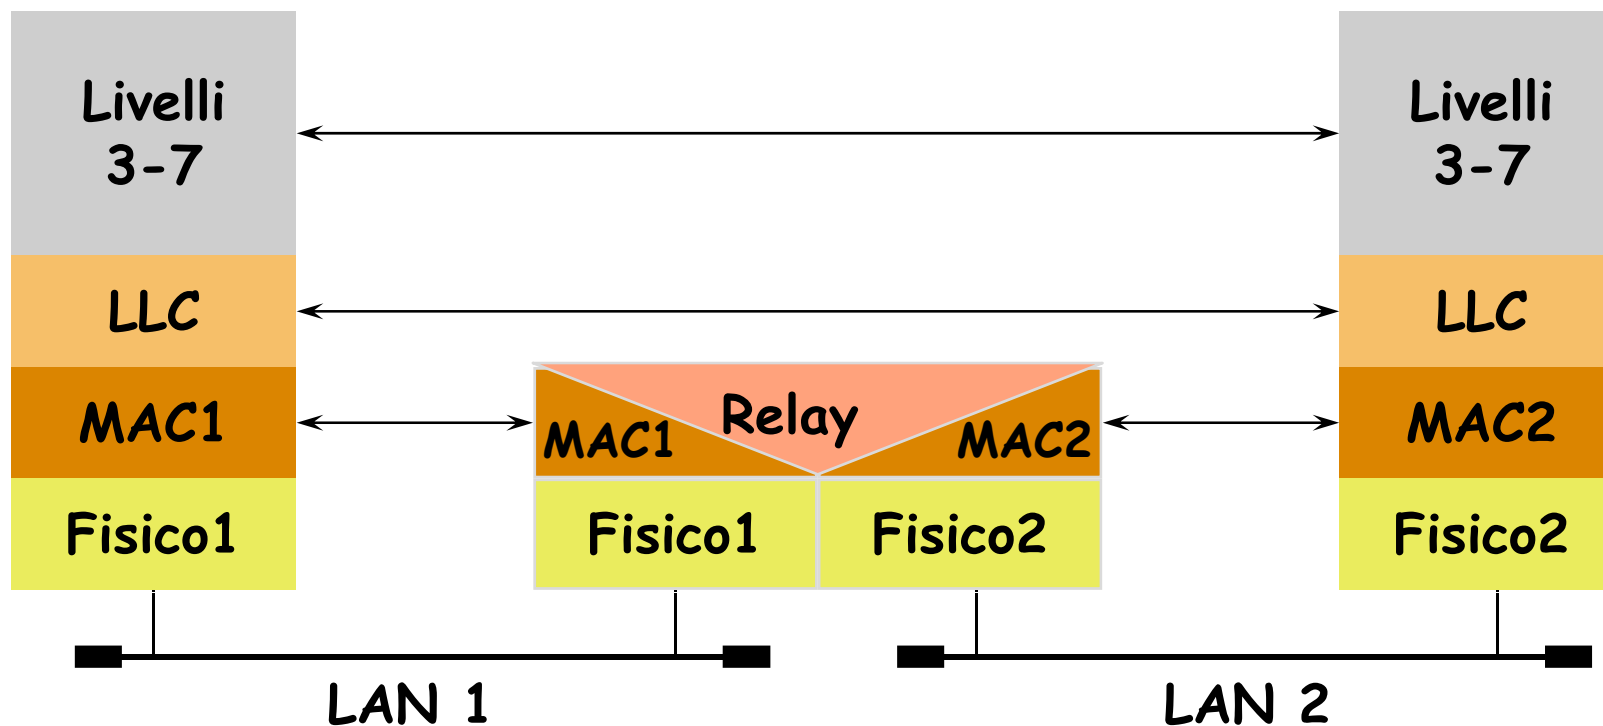 Livelli
3-7
LLC
MAC1
Fisico1
Relay
MAC1
MAC2
Fisico1
Fisico2
Livelli
3-7
LLC
MAC2
Fisico2
LAN 1
LAN 2